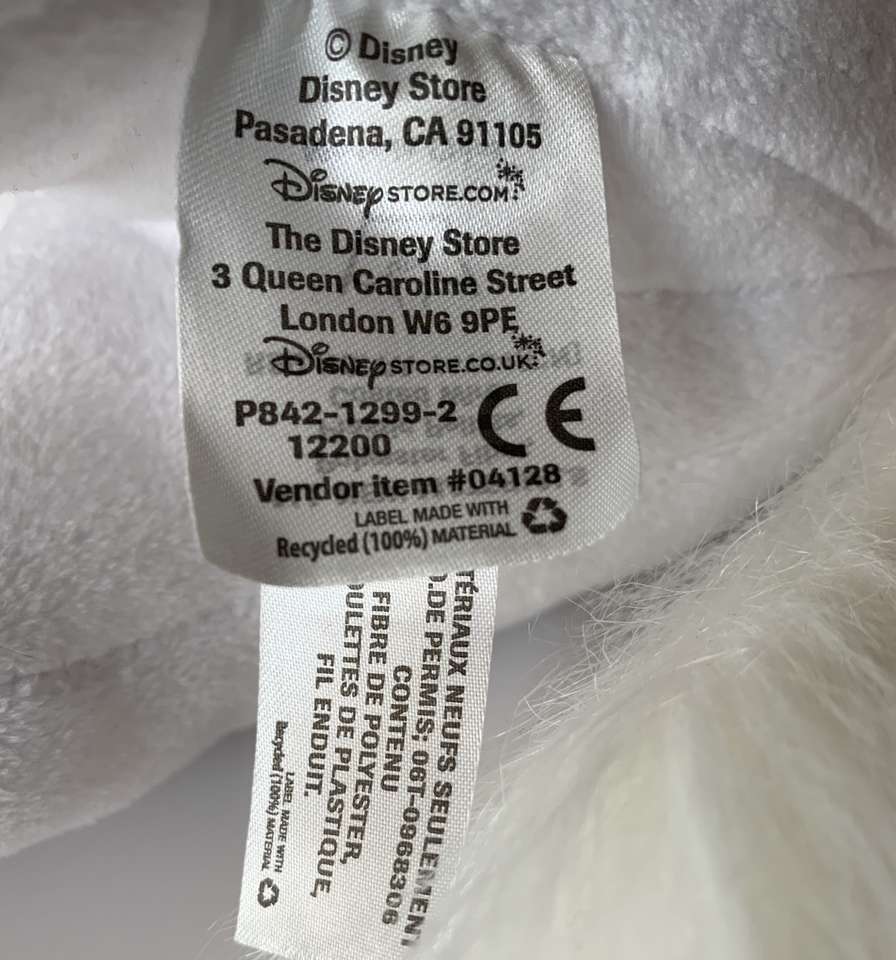 © Disney
Disney Store
Pasadena, CA 91105
DISNEY STORE.COM
The Disney Store
3 Queen Caroline Street
London W6 9PE
DISNEY STORE.CO.UK
P842-1299-2 CE
12200
Vendor item #04128
LABEL MADE WITH
Recycled (100%) MATERIAL
TÉRIAUX NEUFS SEULEMENT
O.DE PERMIS: 06T-0968306
CONTENU
FIBRE DE POLYESTER,
OULETTES DE PLASTIQUE,
FIL ENDUIT.
LABEL MADE WITH
Recycled (100%) MATERIAL